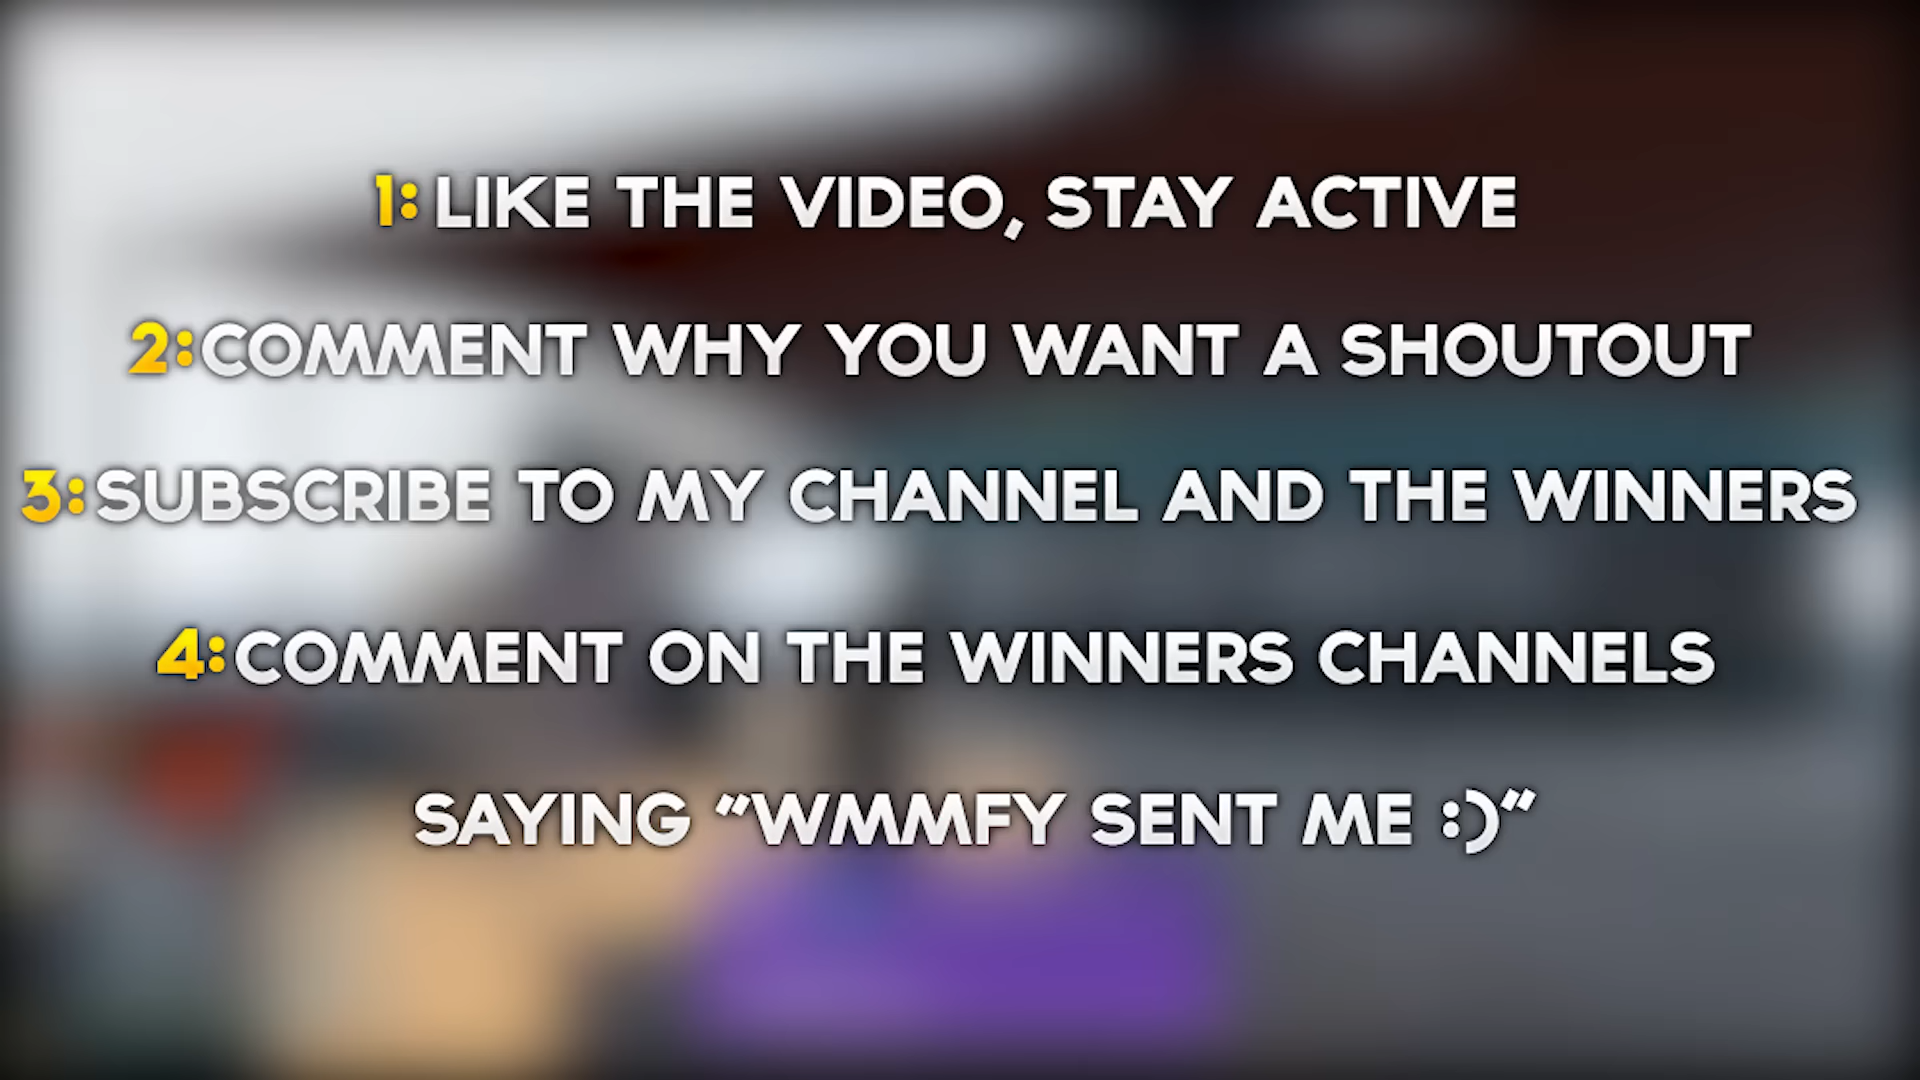 1: LIKE THE VIDEO, STAY ACTIVE
2: COMMENT WHY YOU WANT A SHOUTOUT
3: SUBSCRIBE TO MY CHANNEL AND THE WINNERS
4: COMMENT ON THE WINNERS CHANNELS
SAYING "WMMFY SENT ME :)"